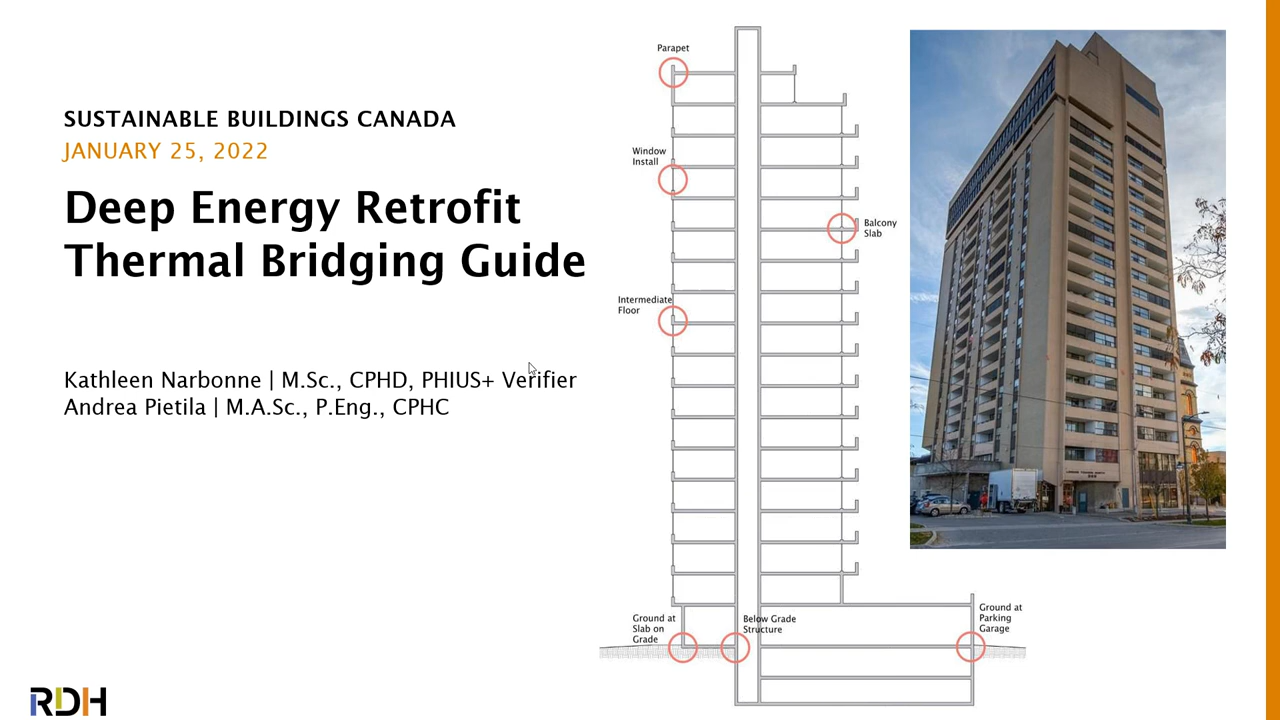 SUSTAINABLE BUILDINGS CANADA
JANUARY 25, 2022
Deep Energy Retrofit
Thermal Bridging Guide
Kathleen Narbonne | M.Sc., CPHD, PHIUS+ Verifier
Andrea Pietila | M.A.Sc., P.Eng., CPHC
RDH
Parapet
Window
Install
Balcony
Slab
Intermediate
Floor
Ground at
Slab on
Grade
Below Grade
Structure
Ground at
Parking
Garage